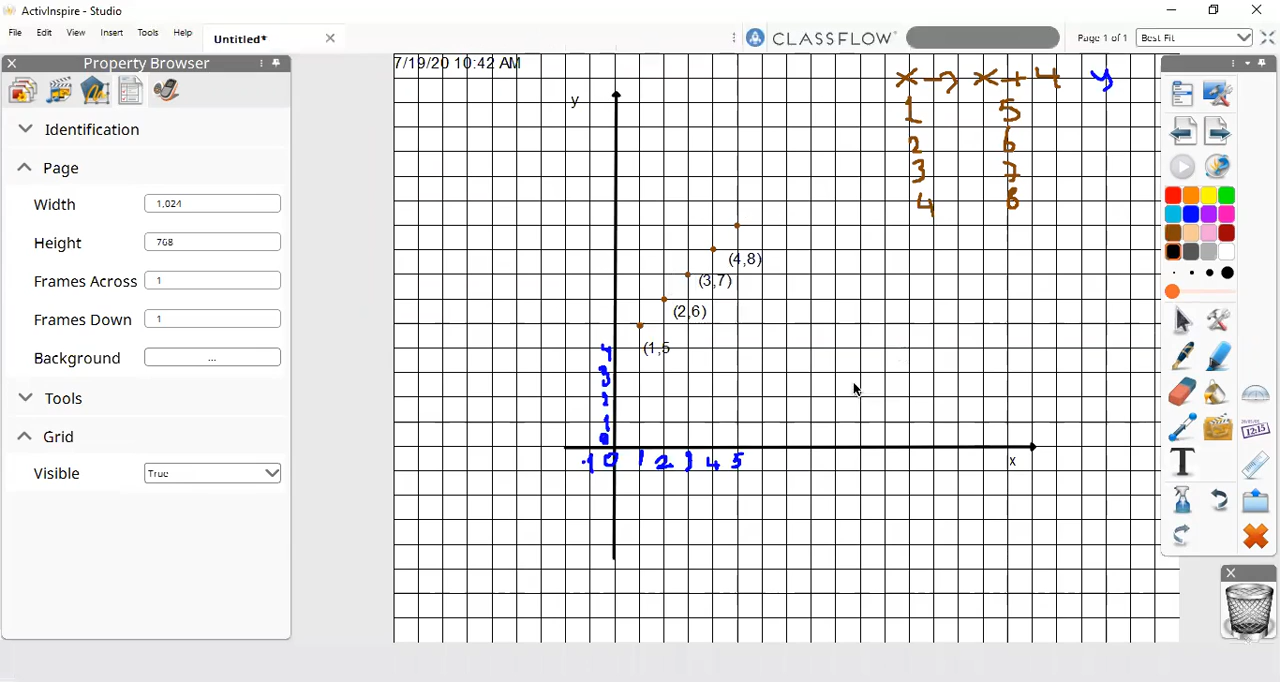 ActivInspire - Studio
File Edit View Insert Tools Help
Untitled*
CLASSFLOW
Page 1 of 1
Best Fit
Property Browser
Identification
Page
Width 1,024
Height 768
Frames Across 1
Frames Down 1
Background ...
Tools
Grid
Visible True
7/19/20 10:42 AM
y
x → x+4 y
1 5
2 6
3 7
4 8
(4,8)
(3,7)
(2,6)
(1,5
4
3
2
1
0
-1 0 1 2 3 4 5
x
12:15
T